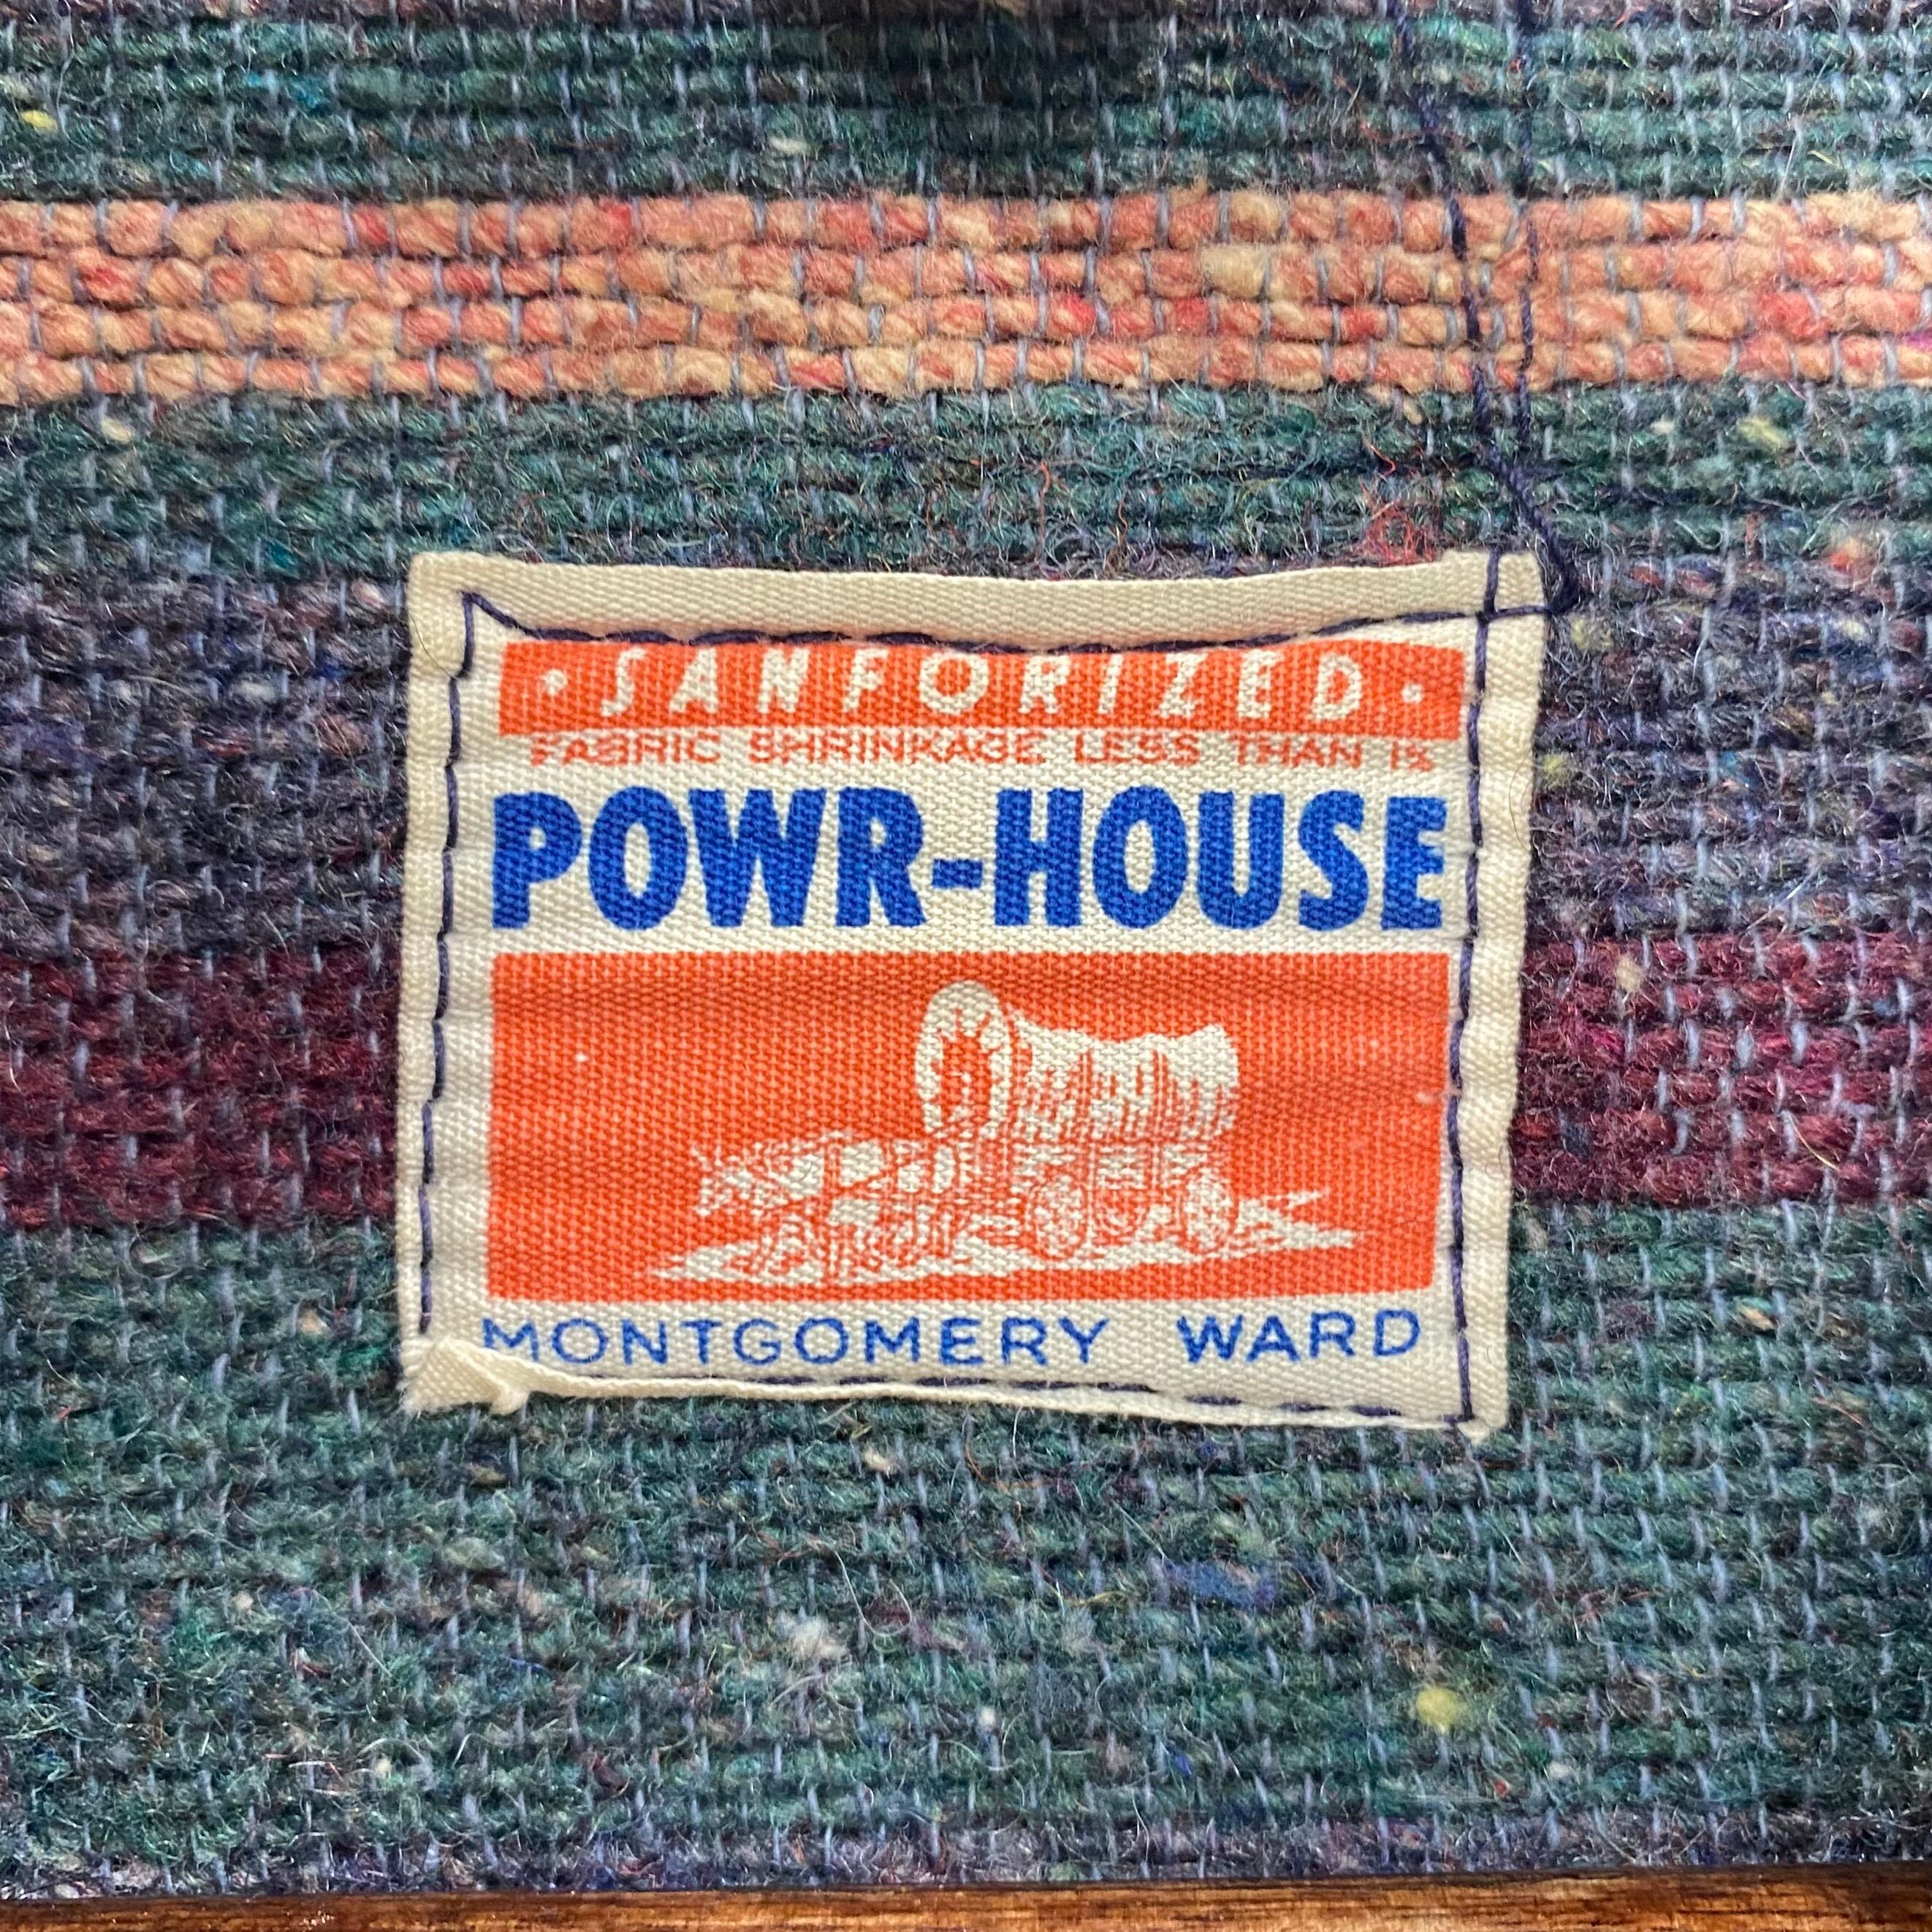 • SANFORIZED •
FABRIC SHRINKAGE LESS THAN 1%
POWR-HOUSE
MONTGOMERY WARD